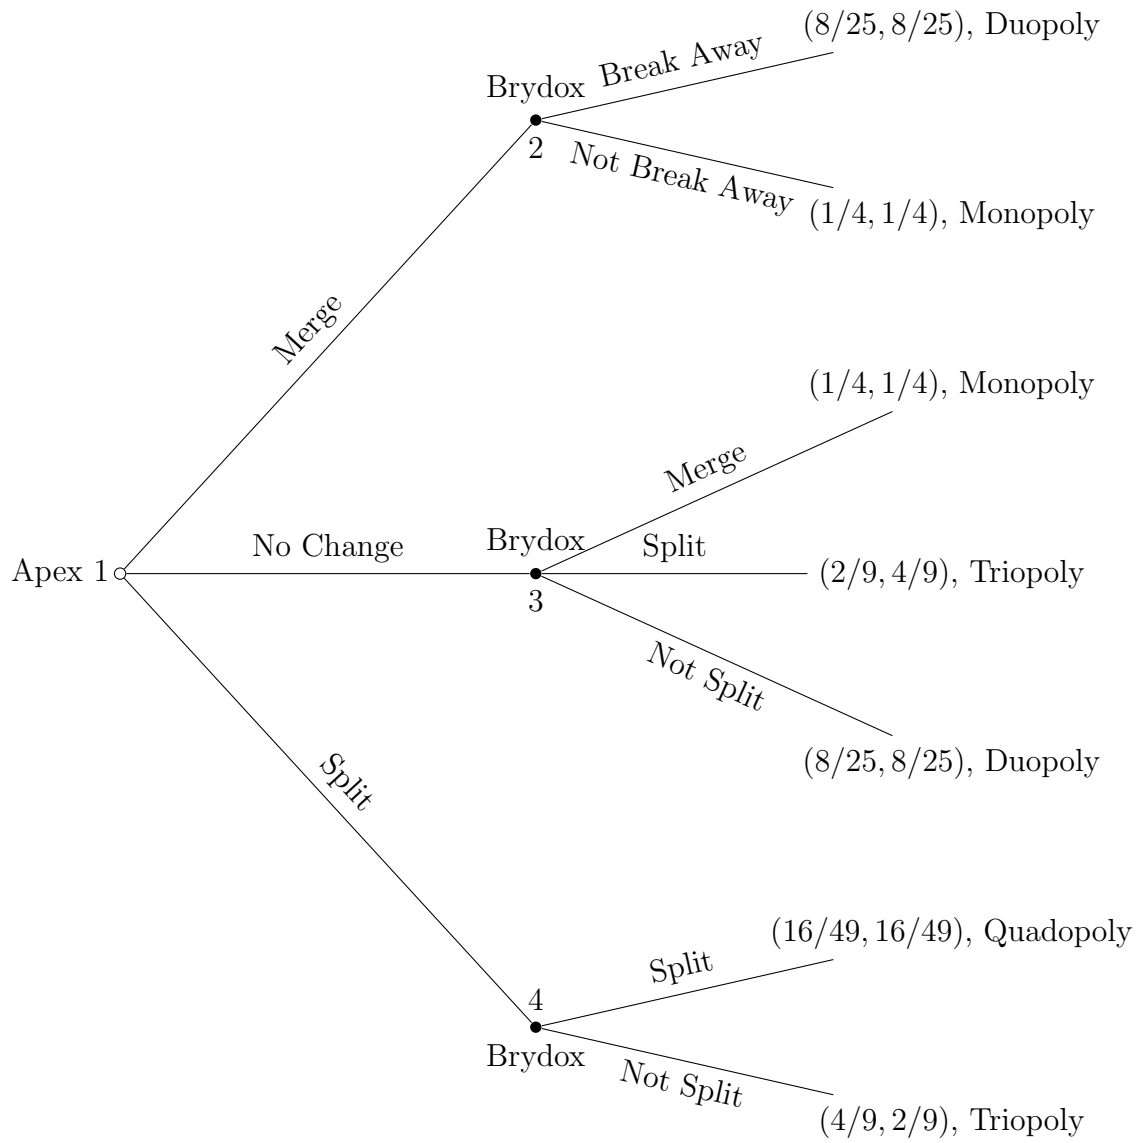 (8/25, 8/25), Duopoly
Break Away
Brydox
2
Not Break Away
(1/4, 1/4), Monopoly
Merge
(1/4, 1/4), Monopoly
Merge
No Change
Brydox
Split
Apex 1
(2/9, 4/9), Triopoly
3
Not Split
(8/25, 8/25), Duopoly
Split
(16/49, 16/49), Quadopoly
Split
4
Brydox
Not Split
(4/9, 2/9), Triopoly